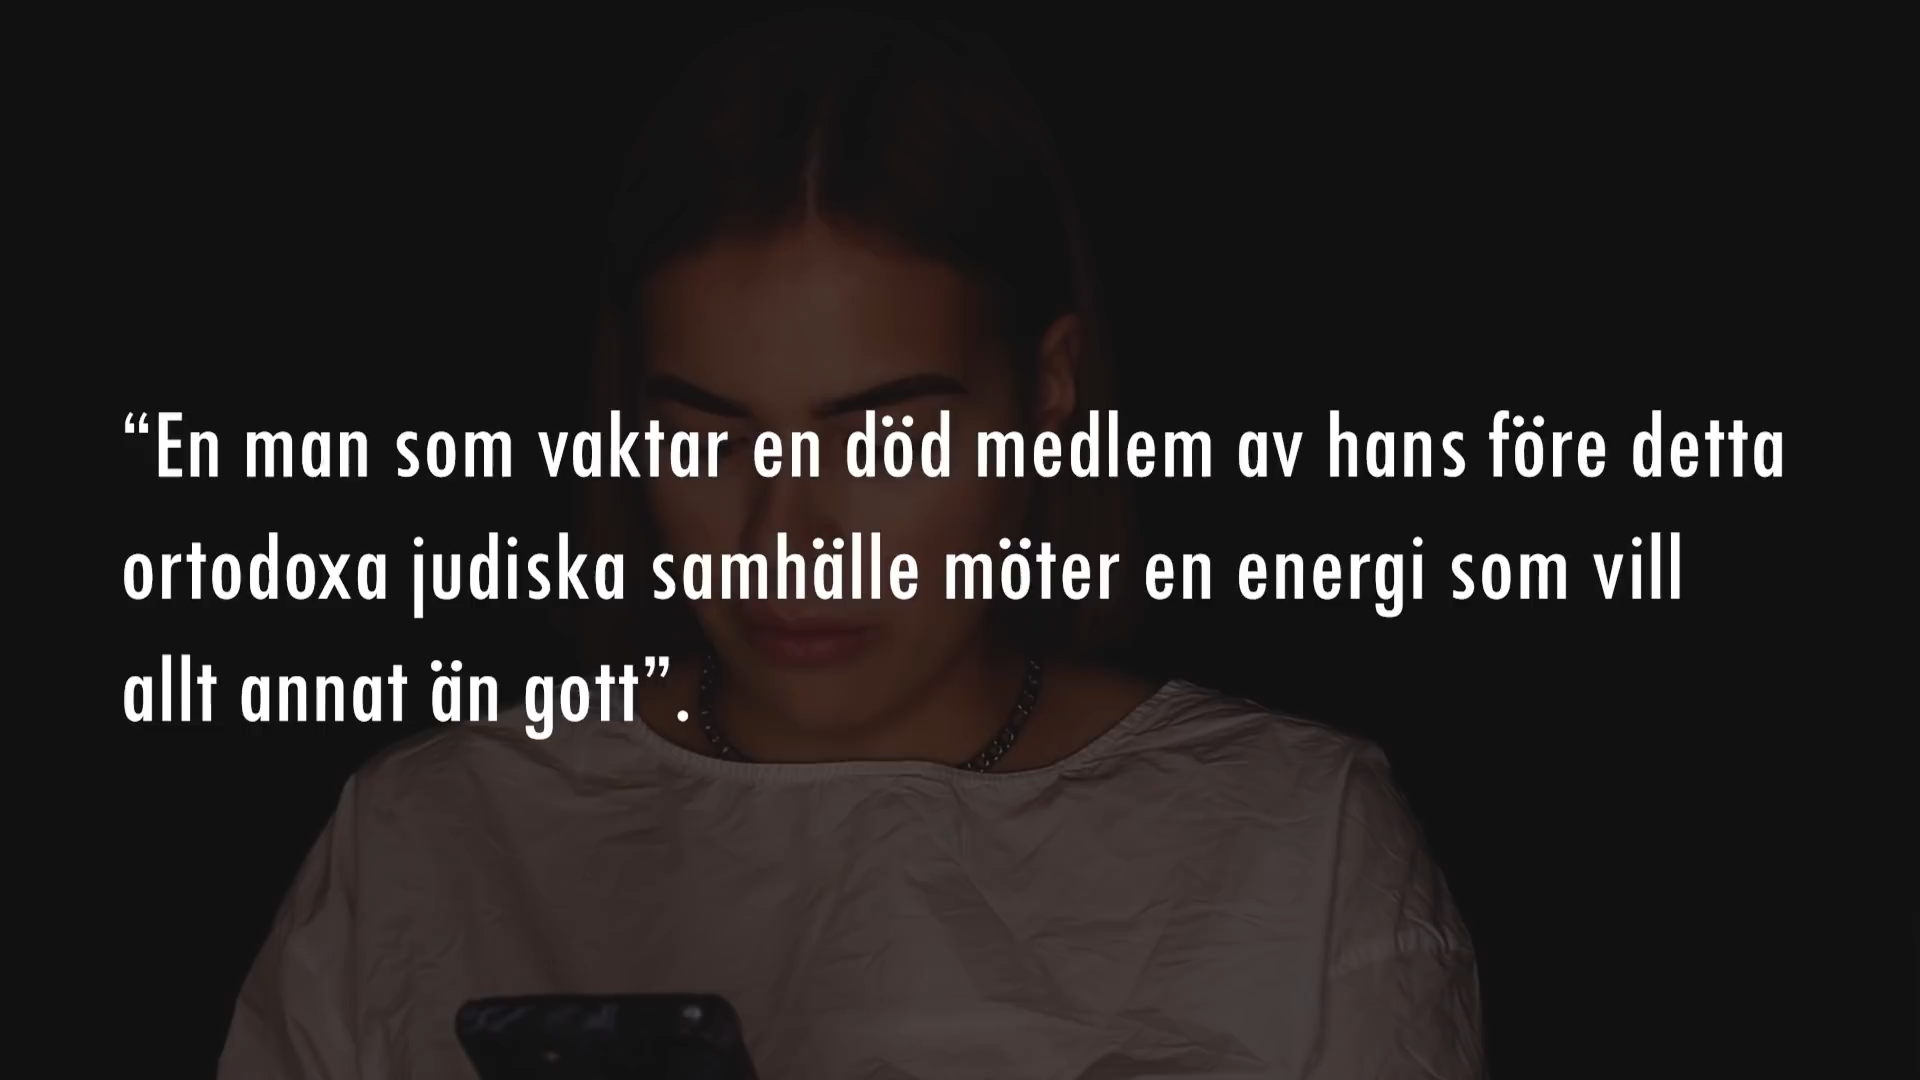 “En man som vaktar en död medlem av hans före detta
ortodoxa judiska samhälle möter en energi som vill
allt annat än gott”.